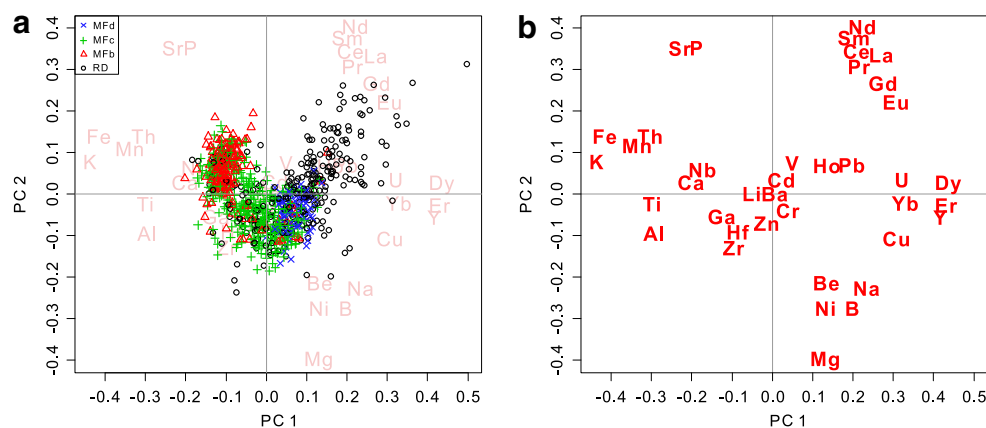 a
MFd
MFc
MFb
RD
Nd
Sm
SrP
Ce
La
Pr
Gd
Eu
Fe
Th
Mn
K
V
U
Dy
Ti
Yb
Er
Y
Al
Cu
Be
Na
Ni
B
Mg
0.4
0.3
0.2
0.1
0.0
-0.1
-0.2
-0.3
-0.4
PC 2
-0.4 -0.3 -0.2 -0.1 0.0 0.1 0.2 0.3 0.4 0.5
PC 1
b
Nd
Sm
SrP
Ce
La
Pr
Gd
Eu
Fe
Th
Mn
K
V
Ho
Pb
Nb
Ca
Cd
U
Dy
LiBa
Ti
Yb
Er
Cr
Y
Ga
Zn
Hf
Al
Cu
Zr
Be
Na
Ni
B
Mg
0.4
0.3
0.2
0.1
0.0
-0.1
-0.2
-0.3
-0.4
PC 2
-0.4 -0.3 -0.2 -0.1 0.0 0.1 0.2 0.3 0.4 0.5
PC 1